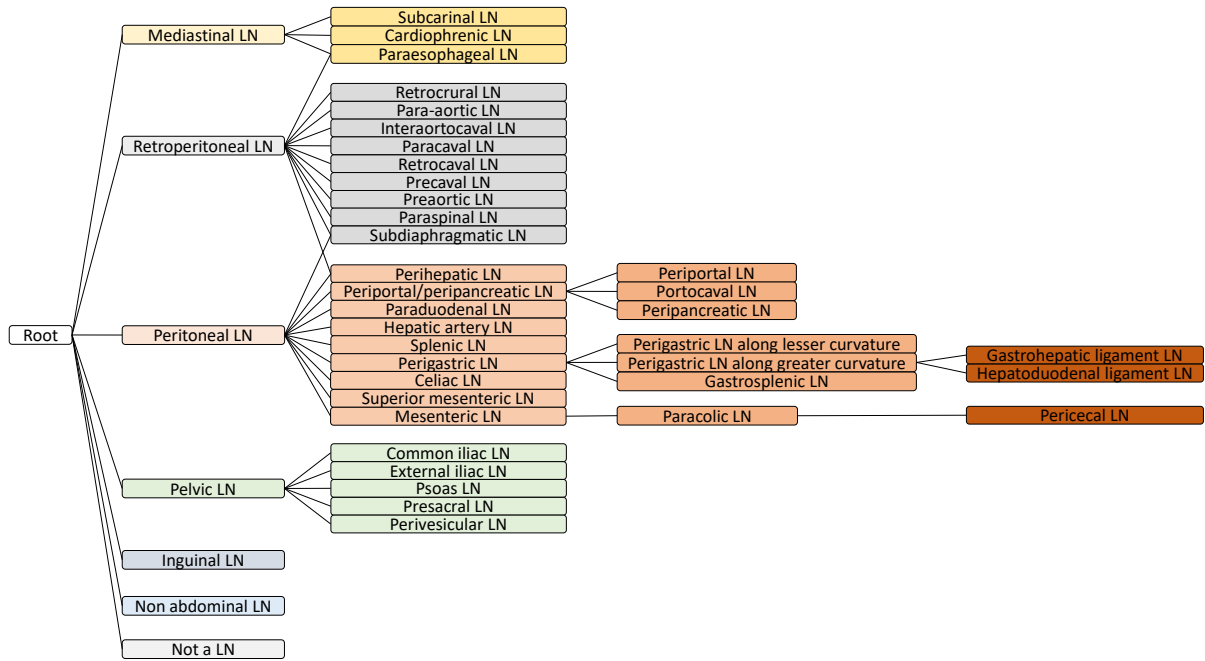 Root
Mediastinal LN
Subcarinal LN
Cardiophrenic LN
Paraesophageal LN
Retroperitoneal LN
Retrocrural LN
Para-aortic LN
Interaortocaval LN
Paracaval LN
Retrocaval LN
Precaval LN
Preaortic LN
Paraspinal LN
Subdiaphragmatic LN
Peritoneal LN
Perihepatic LN
Periportal/peripancreatic LN
Periportal LN
Portocaval LN
Peripancreatic LN
Paraduodenal LN
Hepatic artery LN
Splenic LN
Perigastric LN
Perigastric LN along lesser curvature
Perigastric LN along greater curvature
Gastrohepatic ligament LN
Hepatoduodenal ligament LN
Gastrosplenic LN
Celiac LN
Superior mesenteric LN
Mesenteric LN
Paracolic LN
Pericecal LN
Pelvic LN
Common iliac LN
External iliac LN
Psoas LN
Presacral LN
Perivesicular LN
Inguinal LN
Non abdominal LN
Not a LN